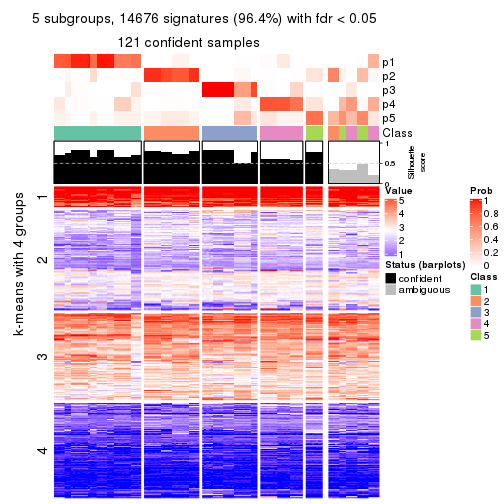 5 subgroups, 14676 signatures (96.4%) with fdr < 0.05
121 confident samples
p1
p2
p3
p4
p5
Class
1
0.5
0
Silhouette
score
k-means with 4 groups
1
2
3
4
Value
5
4
3
2
1
Status (barplots)
confident
ambiguous
Prob
1
0.8
0.6
0.4
0.2
0
Class
1
2
3
4
5